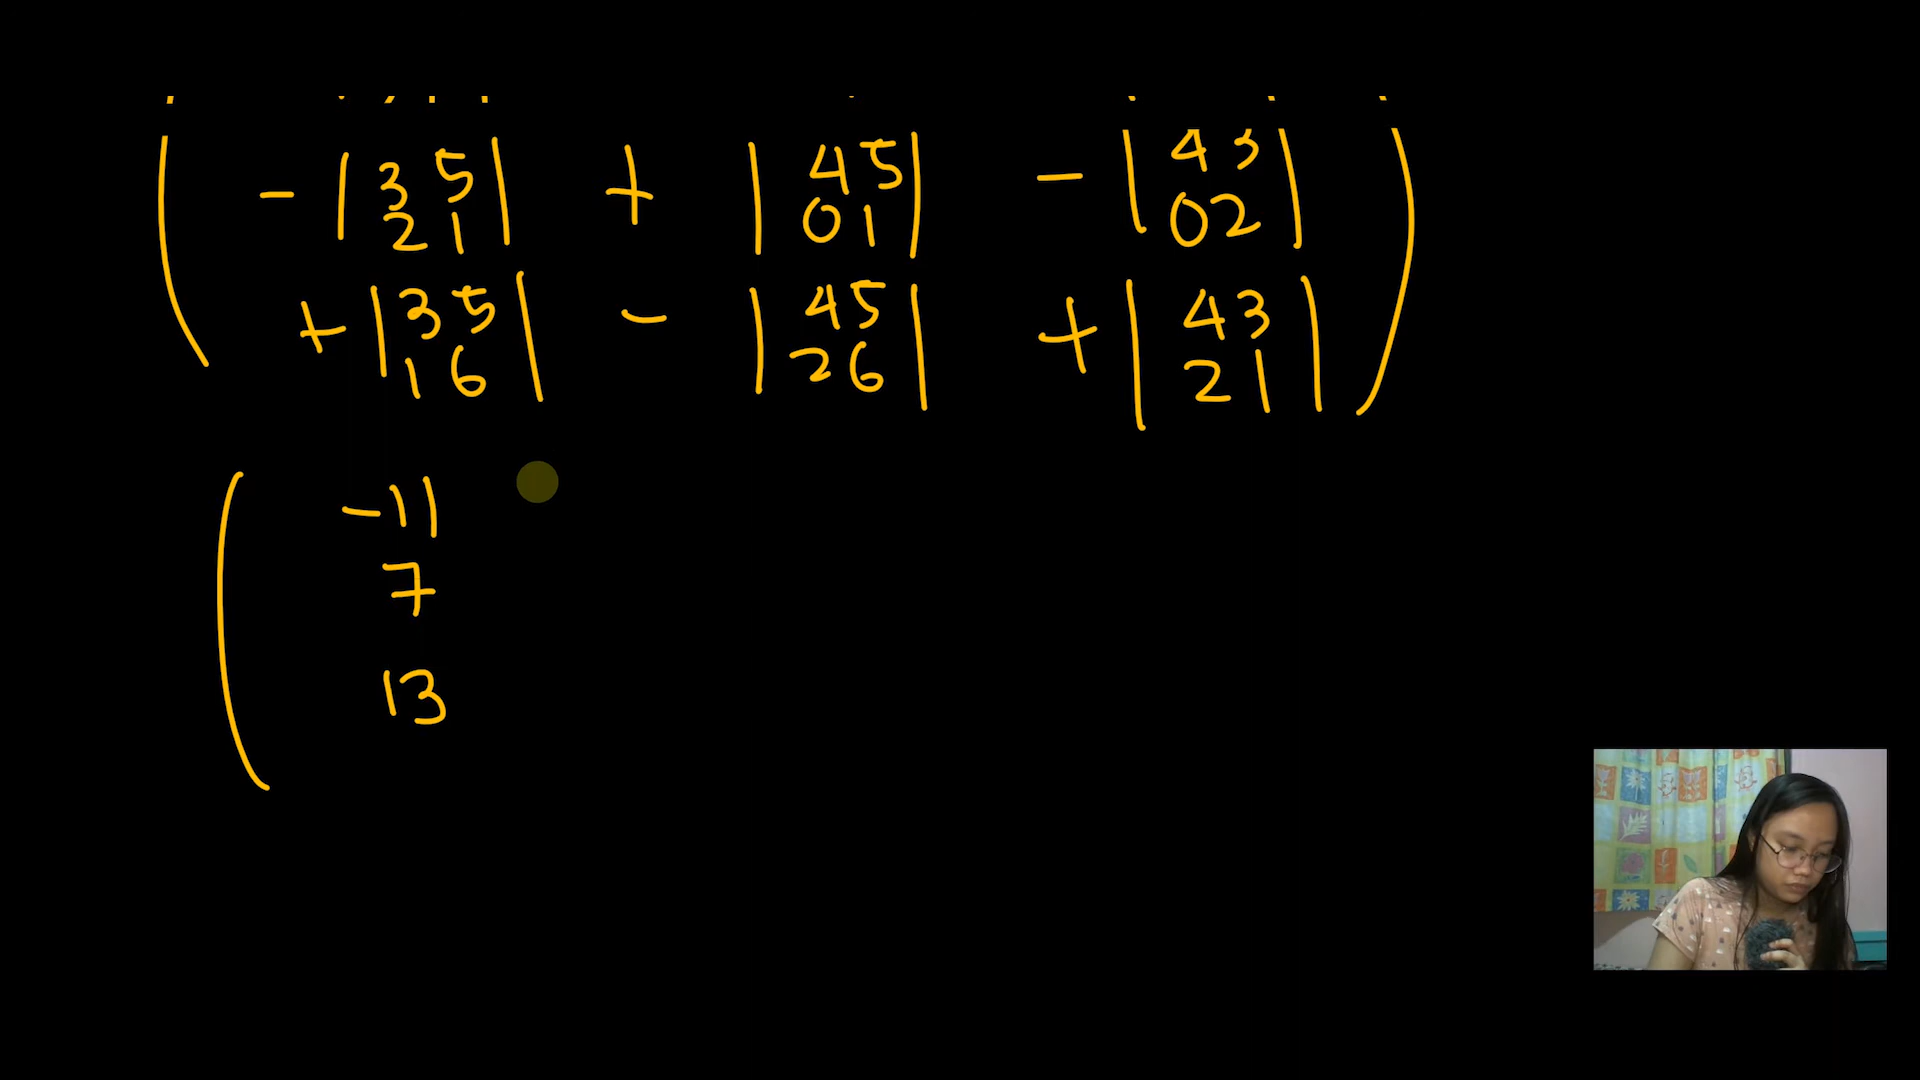 - | 3 5 | + | 4 5 | - | 4 3 |
2 1 0 1 0 2
+ | 3 5 | - | 4 5 | + | 4 3 |
1 6 2 6 2 1
-11
7
13